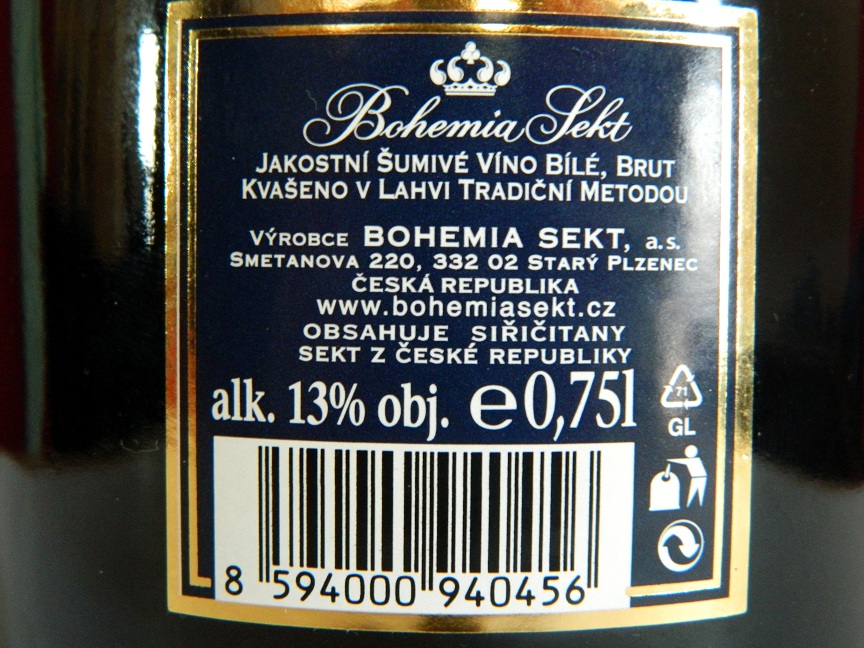 Bohemia Sekt
JAKOSTNÍ ŠUMIVÉ VÍNO BÍLÉ, BRUT
KVAŠENO V LAHVI TRADIČNÍ METODOU
VÝROBCE BOHEMIA SEKT, a.s.
SMETANOVA 220, 332 02 STARÝ PLZENEC
ČESKÁ REPUBLIKA
www.bohemiasekt.cz
OBSAHUJE SIŘIČITANY
SEKT Z ČESKÉ REPUBLIKY
alk. 13% obj. e 0,75l
71
GL
8 594000 940456